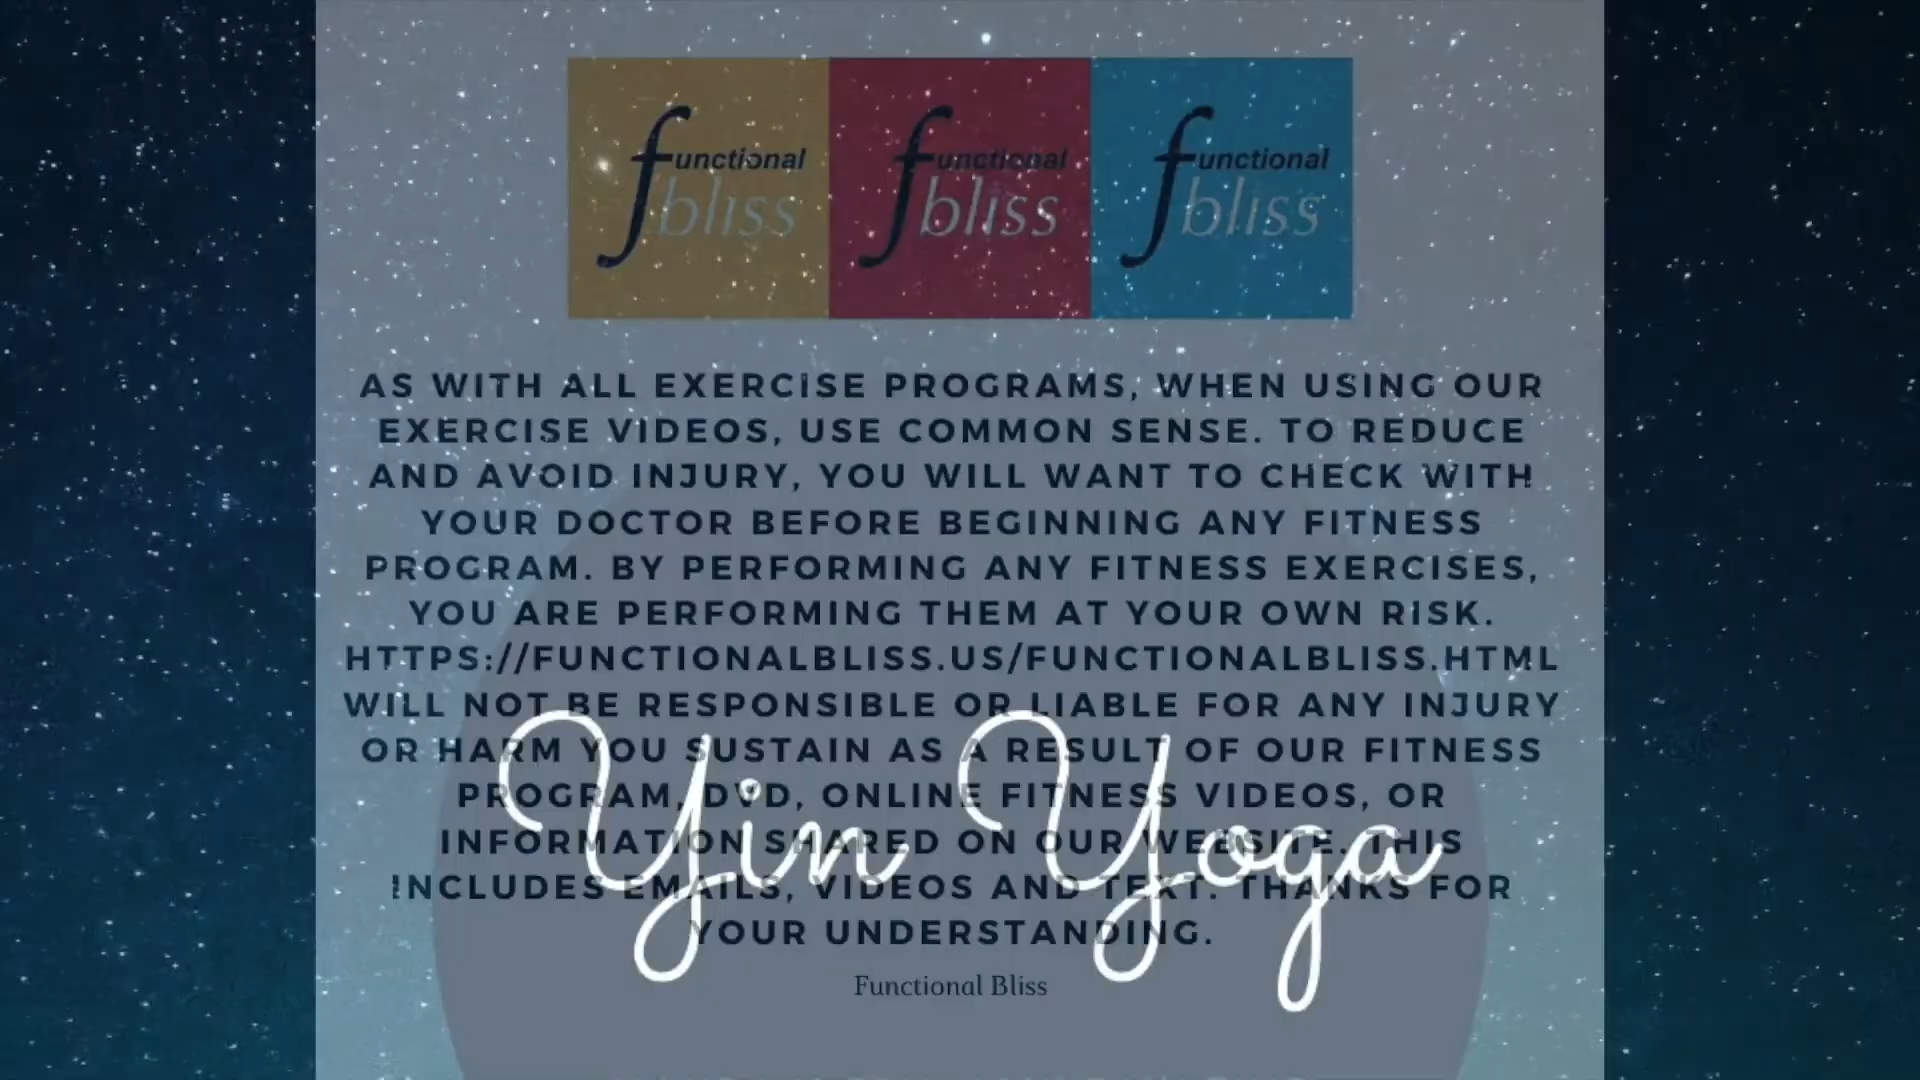 functional functional functional
bliss bliss bliss
AS WITH ALL EXERCISE PROGRAMS, WHEN USING OUR
EXERCISE VIDEOS, USE COMMON SENSE. TO REDUCE
AND AVOID INJURY, YOU WILL WANT TO CHECK WITH
YOUR DOCTOR BEFORE BEGINNING ANY FITNESS
PROGRAM. BY PERFORMING ANY FITNESS EXERCISES,
YOU ARE PERFORMING THEM AT YOUR OWN RISK.
HTTPS://FUNCTIONALBLISS.US/FUNCTIONALBLISS.HTML
WILL NOT BE RESPONSIBLE OR LIABLE FOR ANY INJURY
OR HARM YOU SUSTAIN AS A RESULT OF OUR FITNESS
PROGRAM, DVD, ONLINE FITNESS VIDEOS, OR
INFORMATION SHARED ON OUR WEBSITE. THIS
INCLUDES EMAILS, VIDEOS AND TEXT. THANKS FOR
YOUR UNDERSTANDING.
Yin Yoga
Functional Bliss